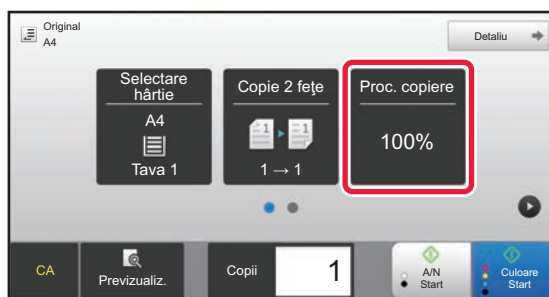 Original
A4
Detaliu
Selectare
hârtie
A4
Tava 1
Copie 2 feţe
1 → 1
Proc. copiere
100%
CA
Previzualiz.
Copii
1
A/N
Start
Culoare
Start